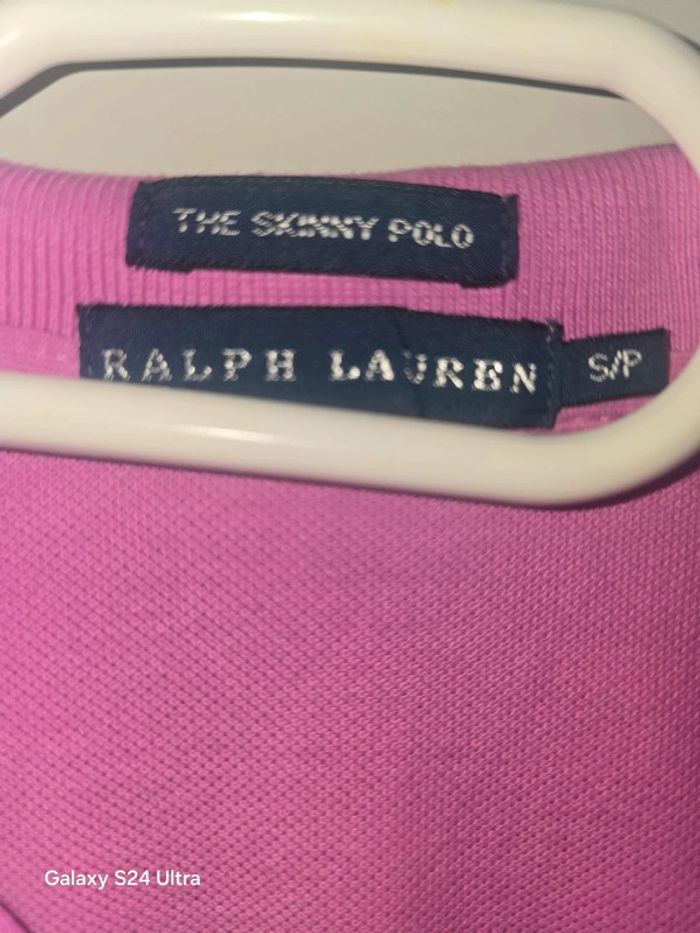 THE SKINNY POLO
RALPH LAUREN
S/P
Galaxy S24 Ultra